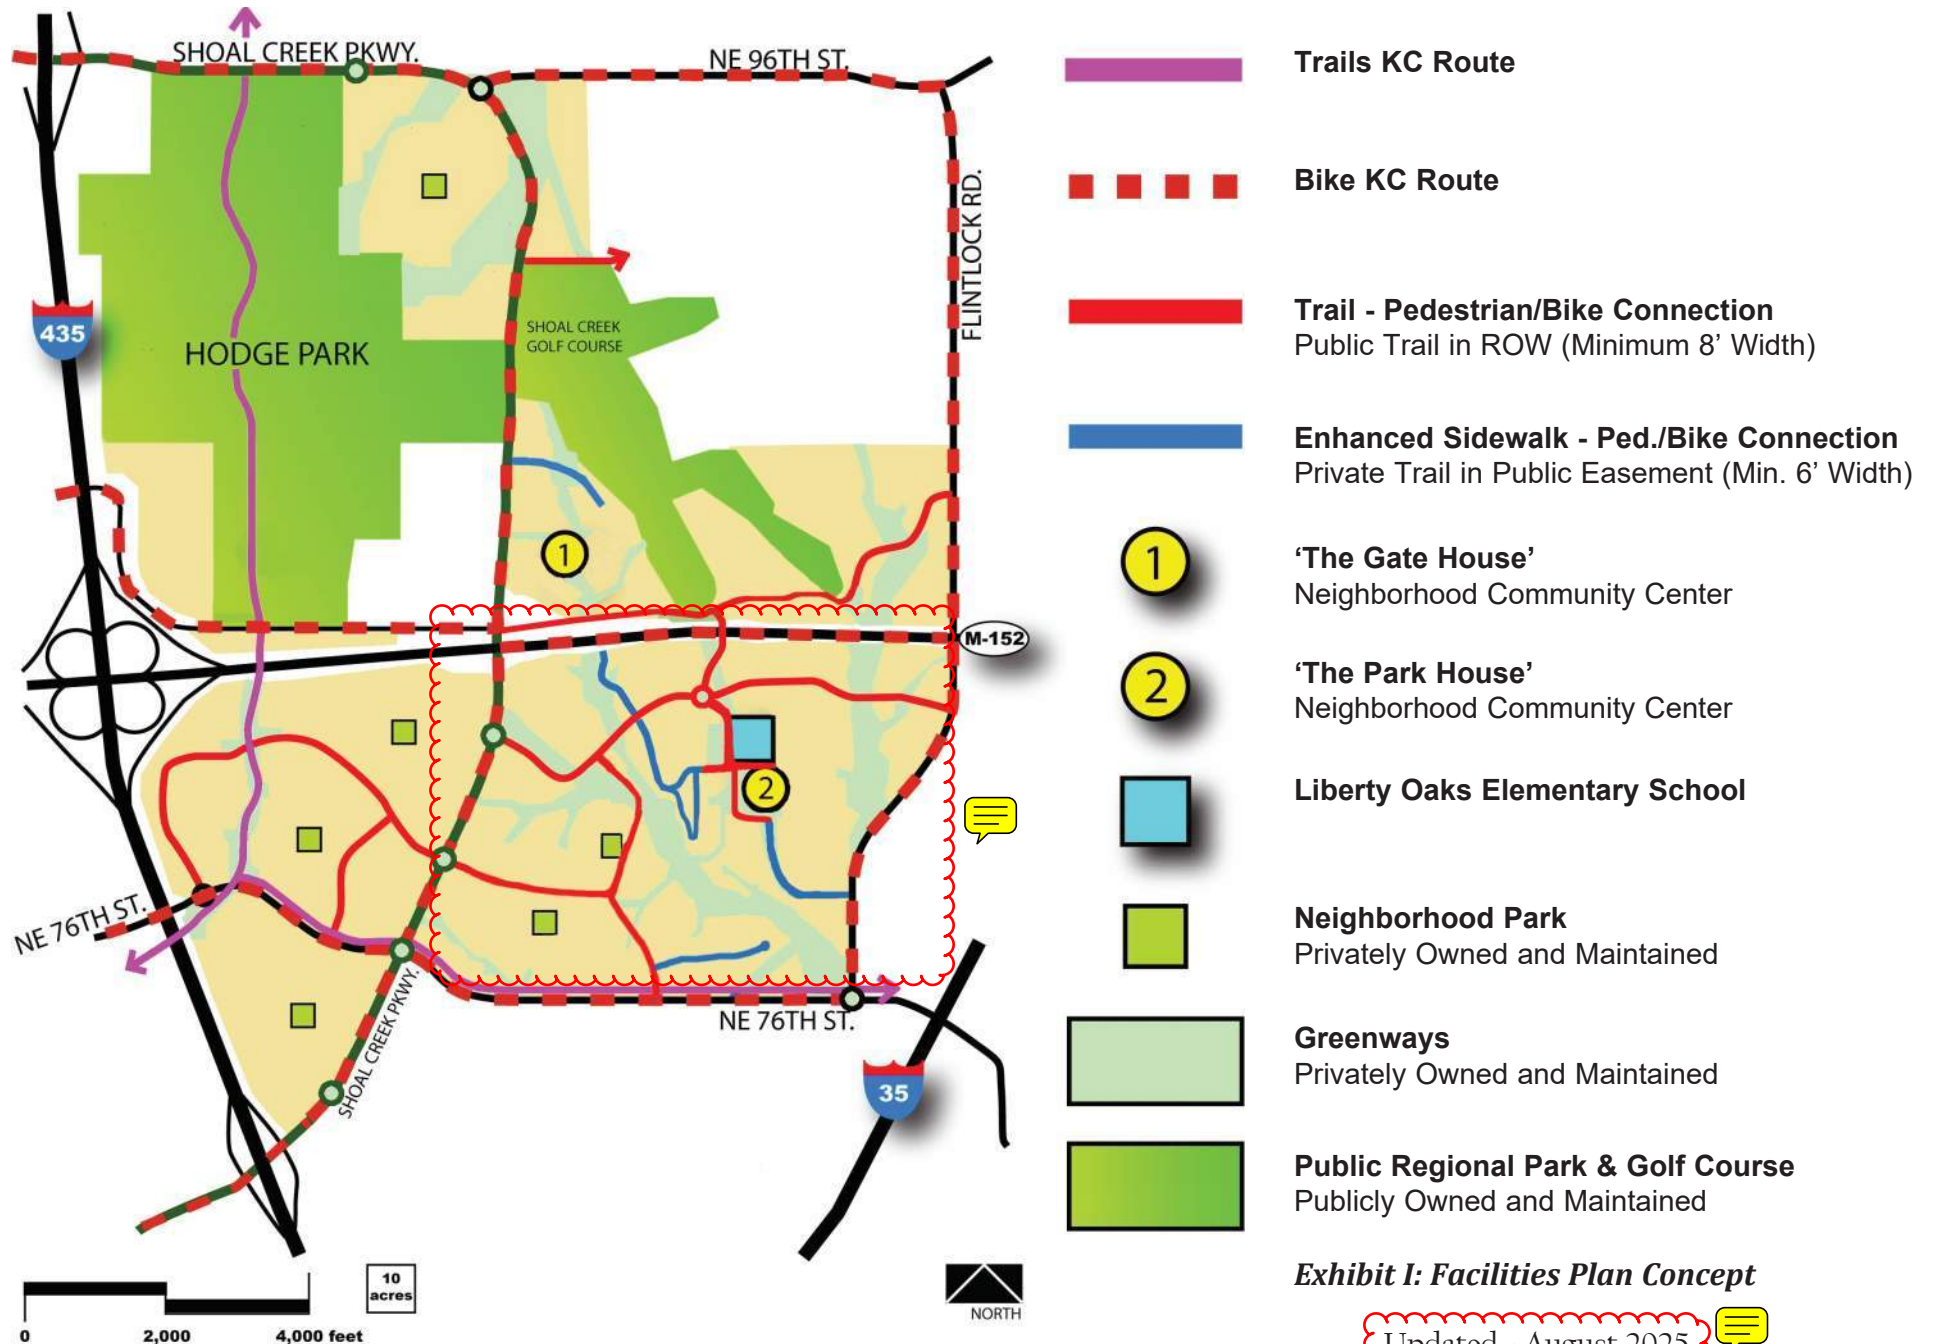 SHOAL CREEK PKWY.
NE 96TH ST.
FLINTLOCK RD.
435
HODGE PARK
SHOAL CREEK
GOLF COURSE
1
M-152
2
NE 76TH ST.
SHOAL CREEK PKWY.
NE 76TH ST.
35
10
acres
0
2,000
4,000 feet
NORTH
Trails KC Route
Bike KC Route
Trail - Pedestrian/Bike Connection
Public Trail in ROW (Minimum 8’ Width)
Enhanced Sidewalk - Ped./Bike Connection
Private Trail in Public Easement (Min. 6’ Width)
1
‘The Gate House’
Neighborhood Community Center
2
‘The Park House’
Neighborhood Community Center
Liberty Oaks Elementary School
Neighborhood Park
Privately Owned and Maintained
Greenways
Privately Owned and Maintained
Public Regional Park & Golf Course
Publicly Owned and Maintained
Exhibit I: Facilities Plan Concept
Updated - August 2025